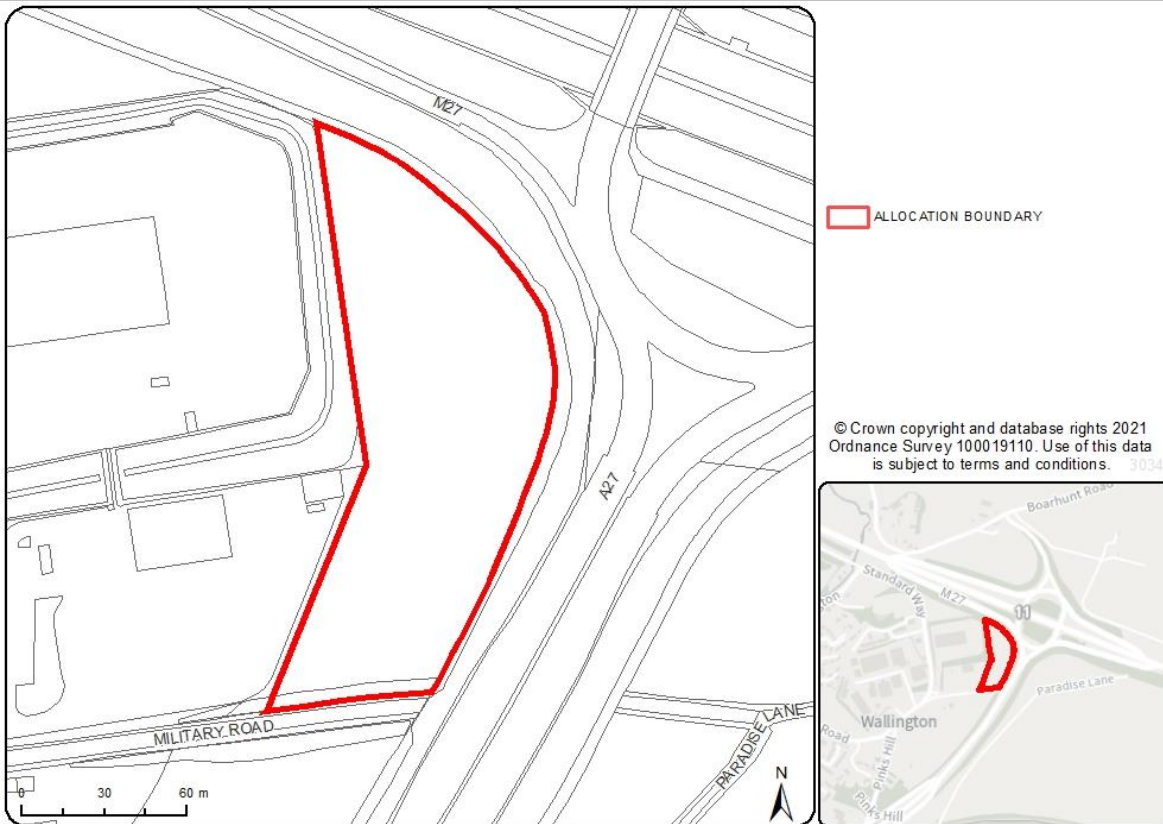 M27
A27
MILITARY ROAD
PARADISE LANE
0 30 60 m
N
ALLOCATION BOUNDARY
© Crown copyright and database rights 2021
Ordnance Survey 100019110. Use of this data
is subject to terms and conditions. 3034
Boarhunt Road
Standard Way
M27
11
Paradise Lane
Wallington
Road
Pinks Hill
Pinks Hill